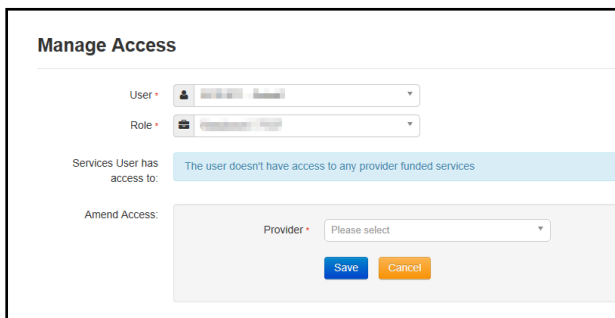 Manage Access
User *
Role *
Services User has
access to:
The user doesn't have access to any provider funded services
Amend Access:
Provider *
Please select
Save
Cancel